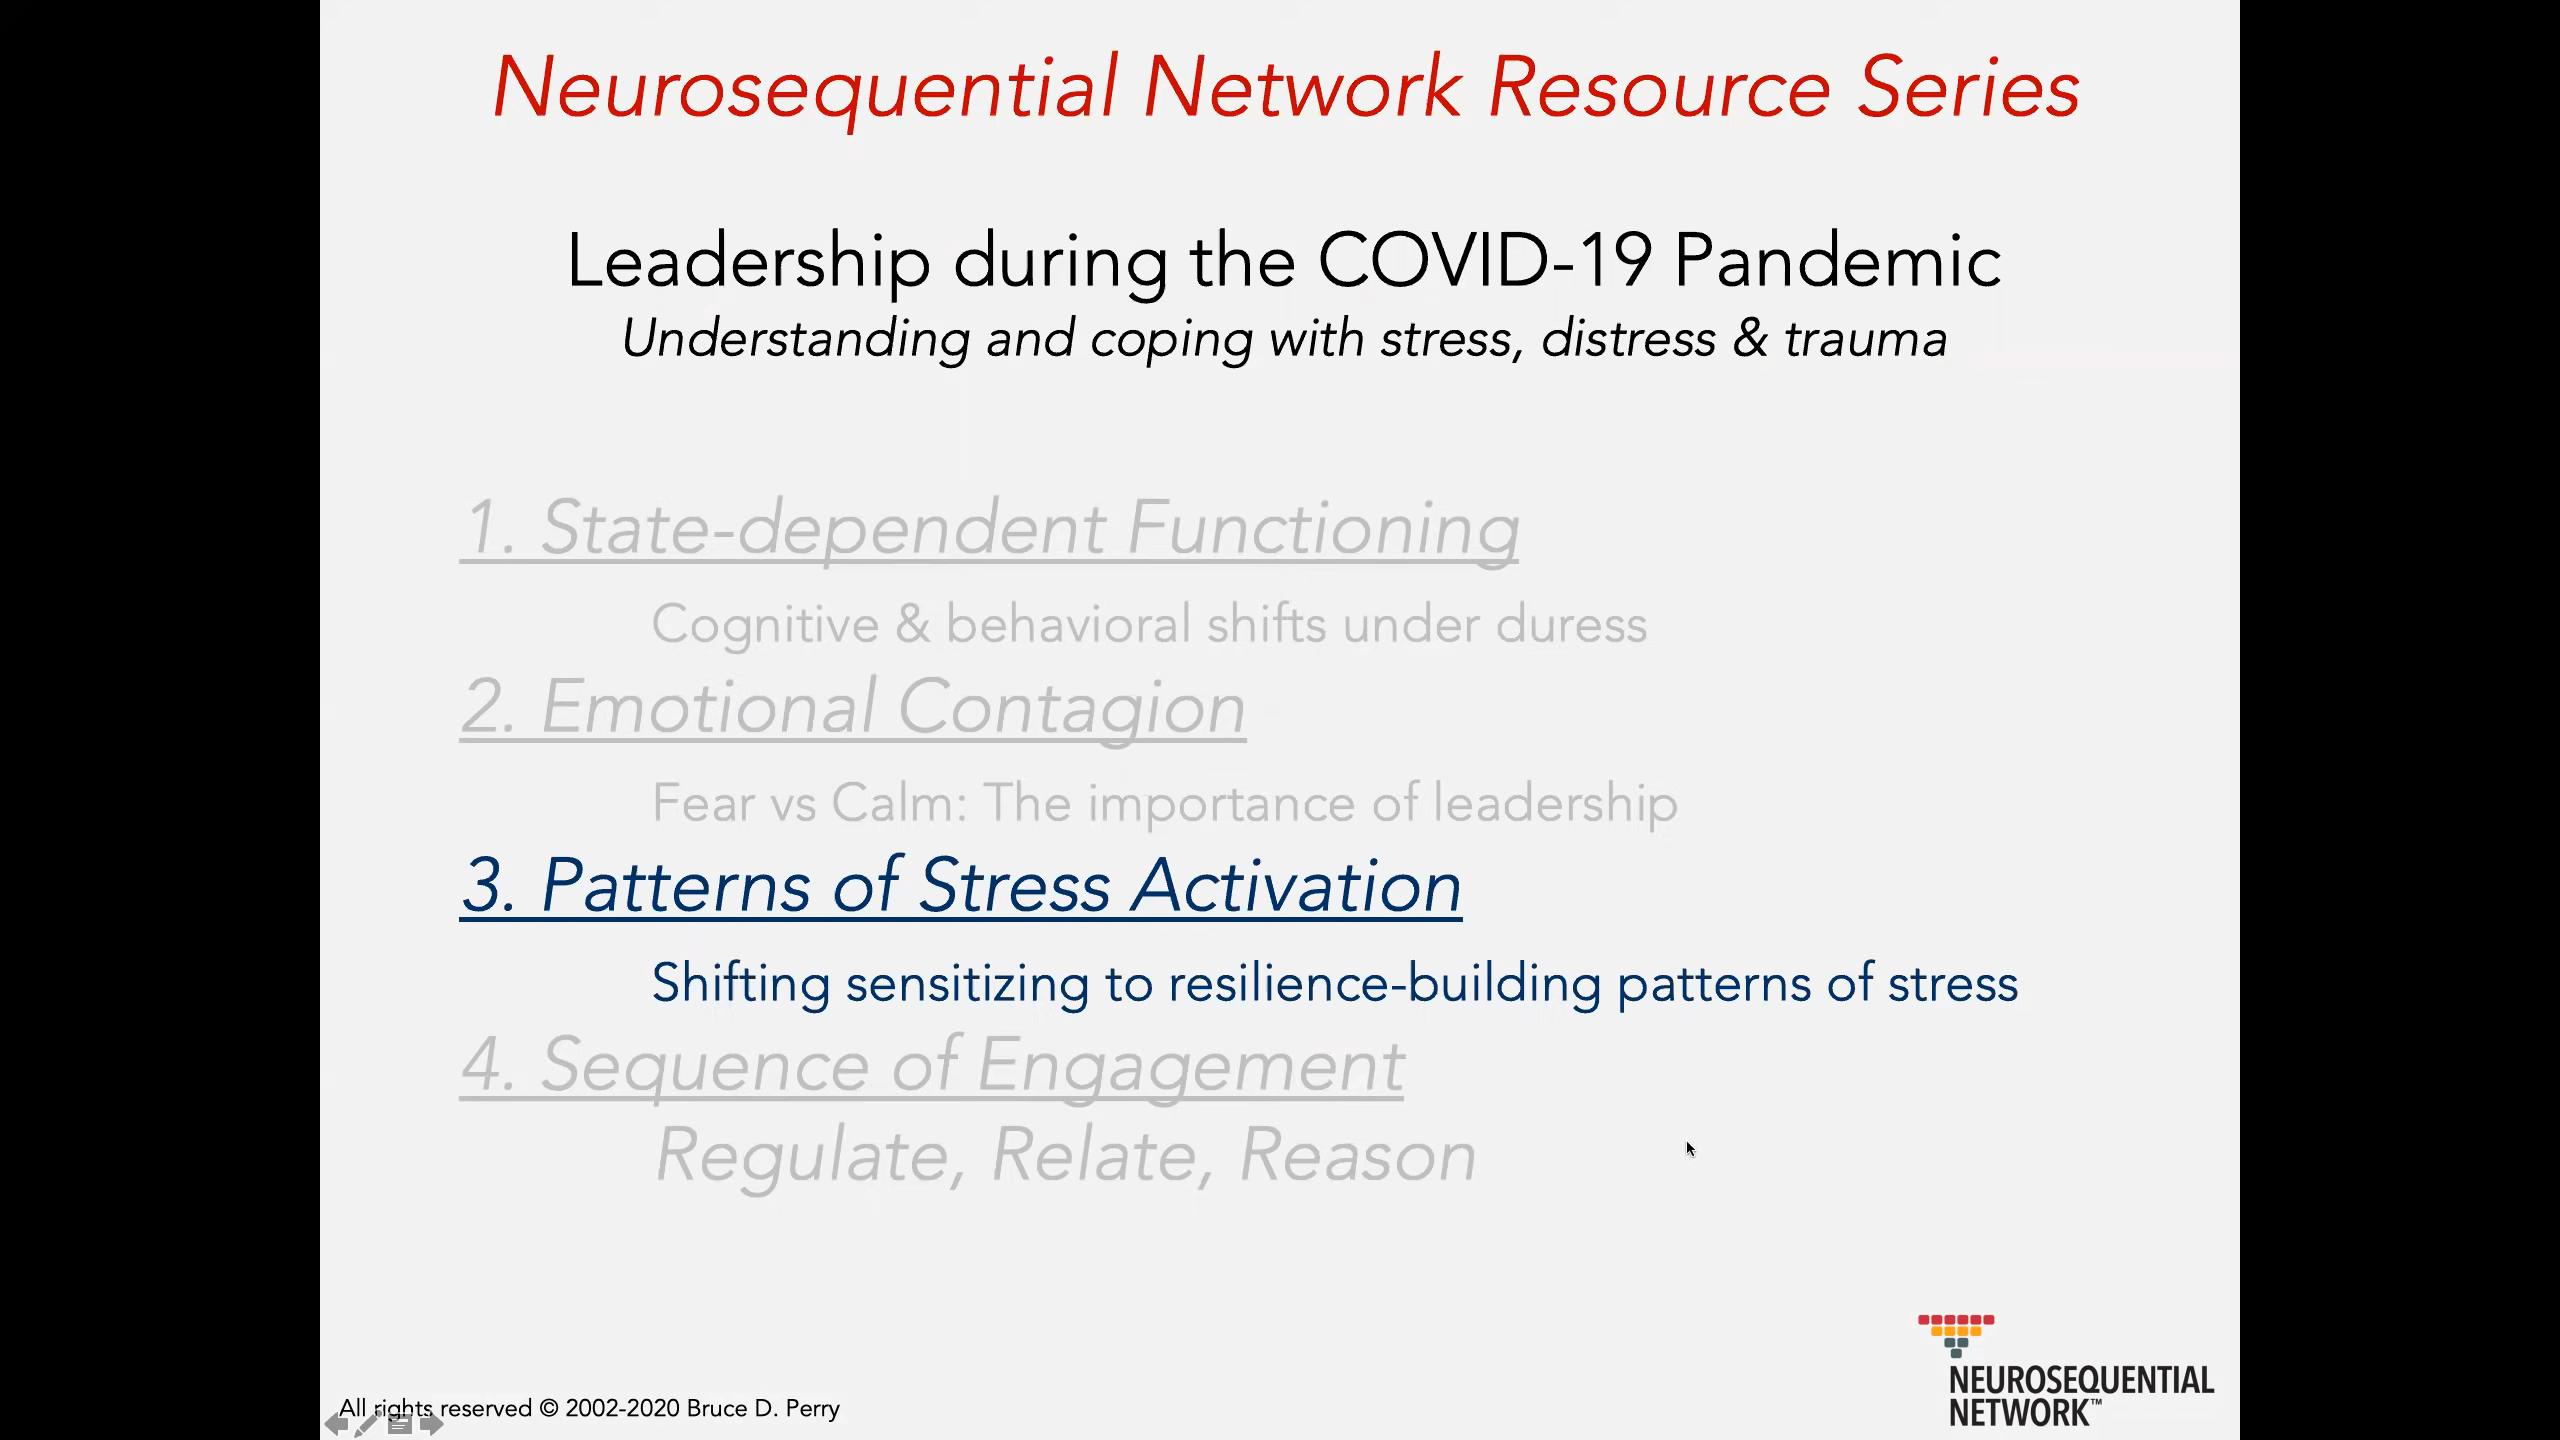 Neurosequential Network Resource Series
Leadership during the COVID-19 Pandemic
Understanding and coping with stress, distress & trauma
1. State-dependent Functioning
Cognitive & behavioral shifts under duress
2. Emotional Contagion
Fear vs Calm: The importance of leadership
3. Patterns of Stress Activation
Shifting sensitizing to resilience-building patterns of stress
4. Sequence of Engagement
Regulate, Relate, Reason
All rights reserved © 2002-2020 Bruce D. Perry
NEUROSEQUENTIAL
NETWORK™